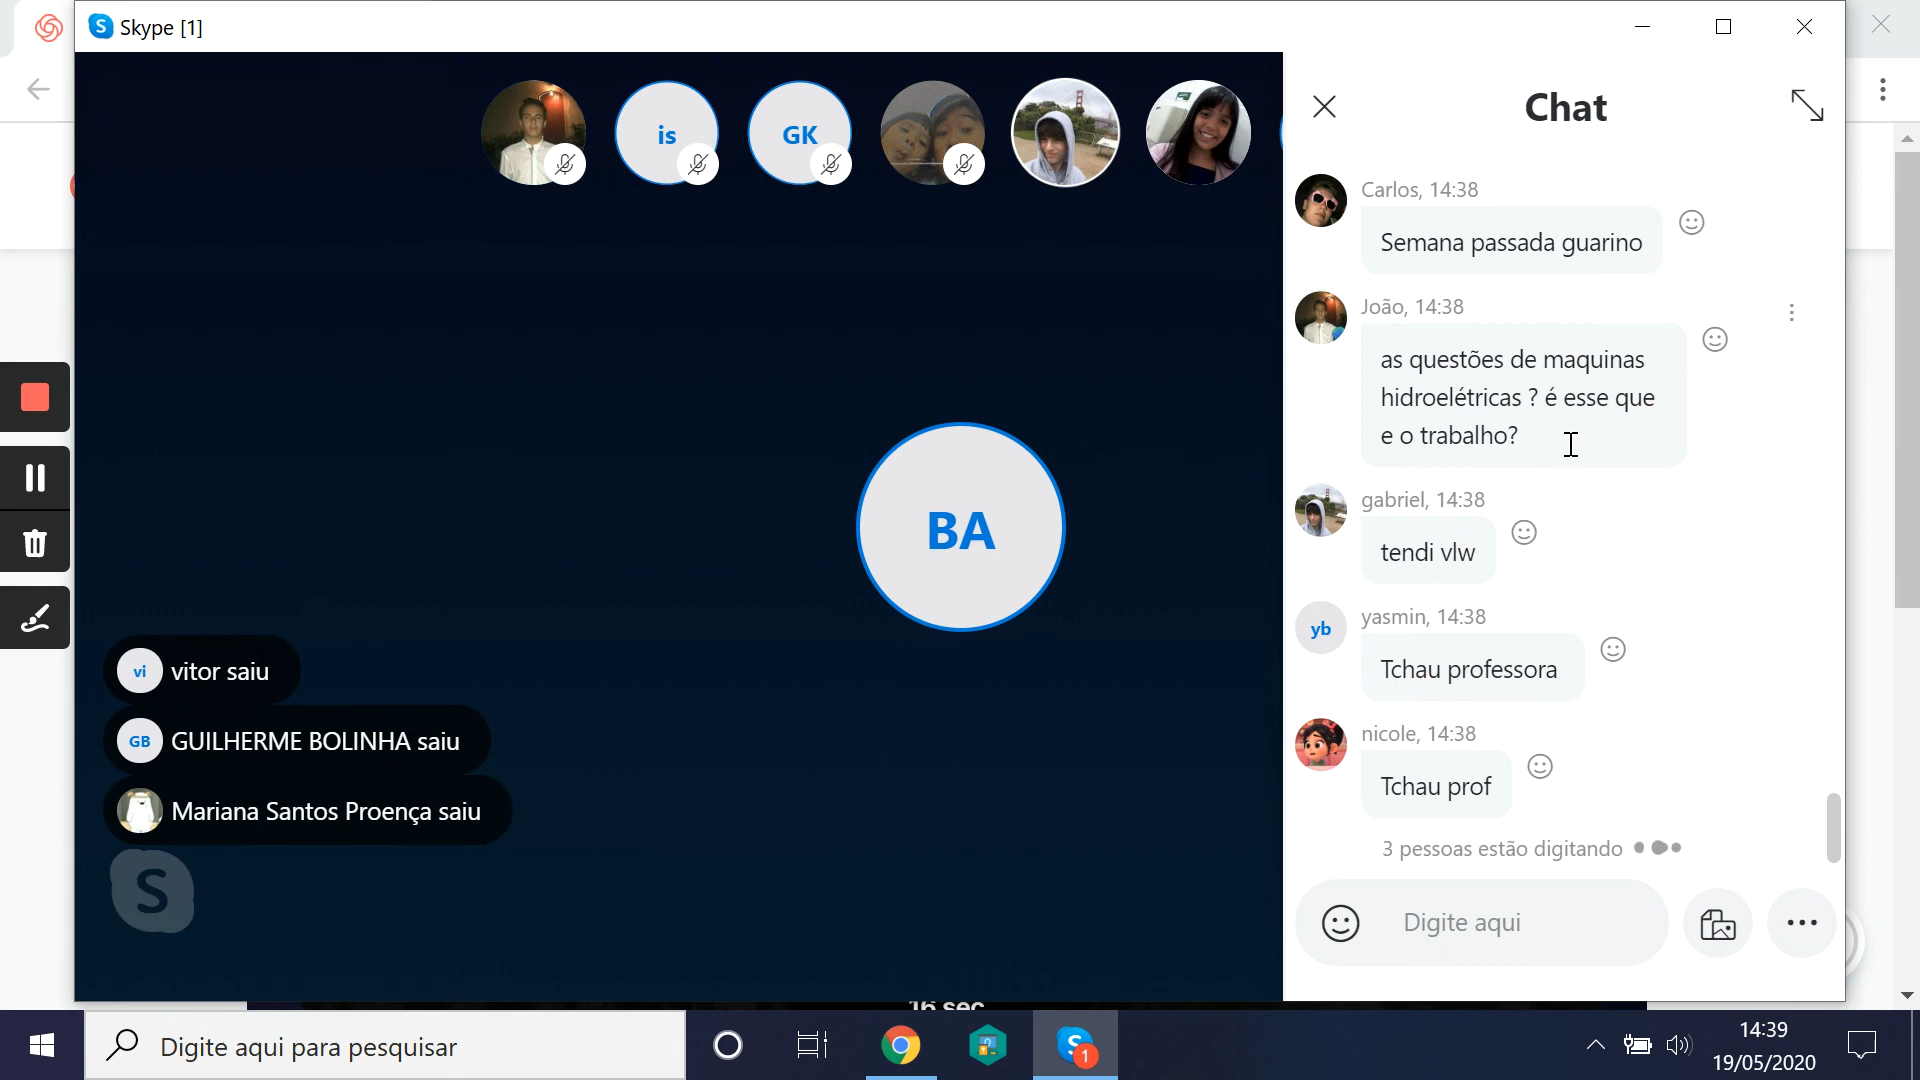 Skype [1]
is
GK
BA
vi vitor saiu
GB GUILHERME BOLINHA saiu
Mariana Santos Proença saiu
Chat
Carlos, 14:38
Semana passada guarino
João, 14:38
as questões de maquinas
hidroelétricas ? é esse que
e o trabalho?
gabriel, 14:38
tendi vlw
yb
yasmin, 14:38
Tchau professora
nicole, 14:38
Tchau prof
3 pessoas estão digitando
Digite aqui
16 sec
Digite aqui para pesquisar
1
14:39
19/05/2020